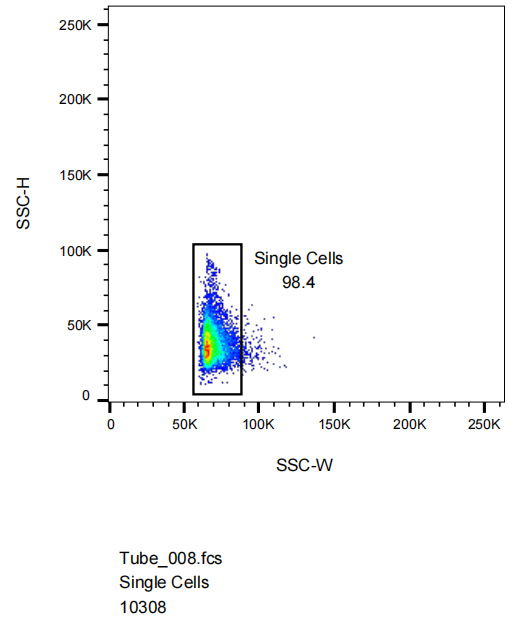 250K
200K
150K
100K
50K
0
SSC-H
Single Cells
98.4
0
50K
100K
150K
200K
250K
SSC-W
Tube_008.fcs
Single Cells
10308